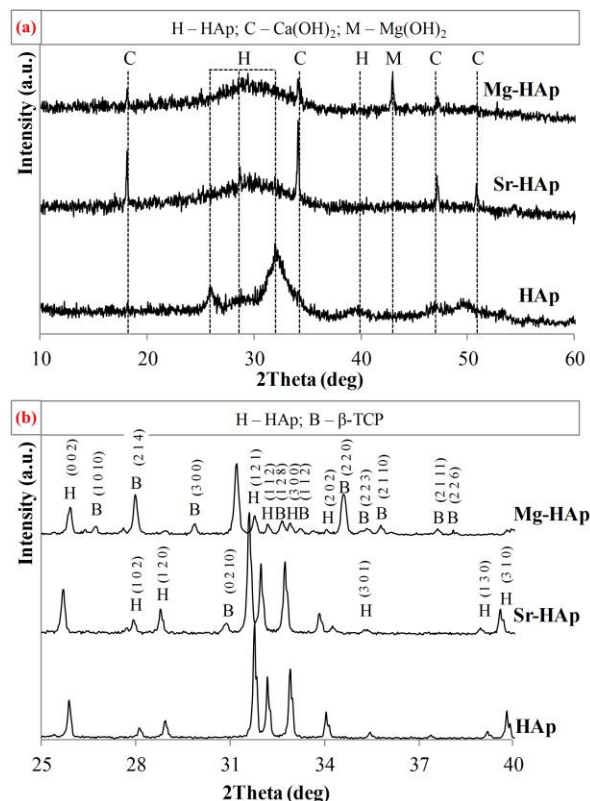 (a)
H – HAp; C – Ca(OH)₂; M – Mg(OH)₂
Intensity (a.u.)
C H C H M C C
Mg-HAp
Sr-HAp
HAp
10 20 30 40 50 60
2Theta (deg)
(b)
H – HAp; B – β-TCP
Intensity (a.u.)
H (0 0 2)
B (1 0 10)
B (2 1 4)
B (3 0 0)
H (1 2 1)
H (1 1 2)
B (1 2 8)
H (3 0 0)
B (1 1 2)
H (2 0 2)
B (2 2 0)
B (2 2 3)
B (2 1 10)
B (2 1 11)
B (2 2 6)
Mg-HAp
H (1 0 2)
H (1 2 0)
B (0 2 10)
H (3 0 1)
H (1 3 0)
H (3 1 0)
Sr-HAp
HAp
25 28 31 34 37 40
2Theta (deg)